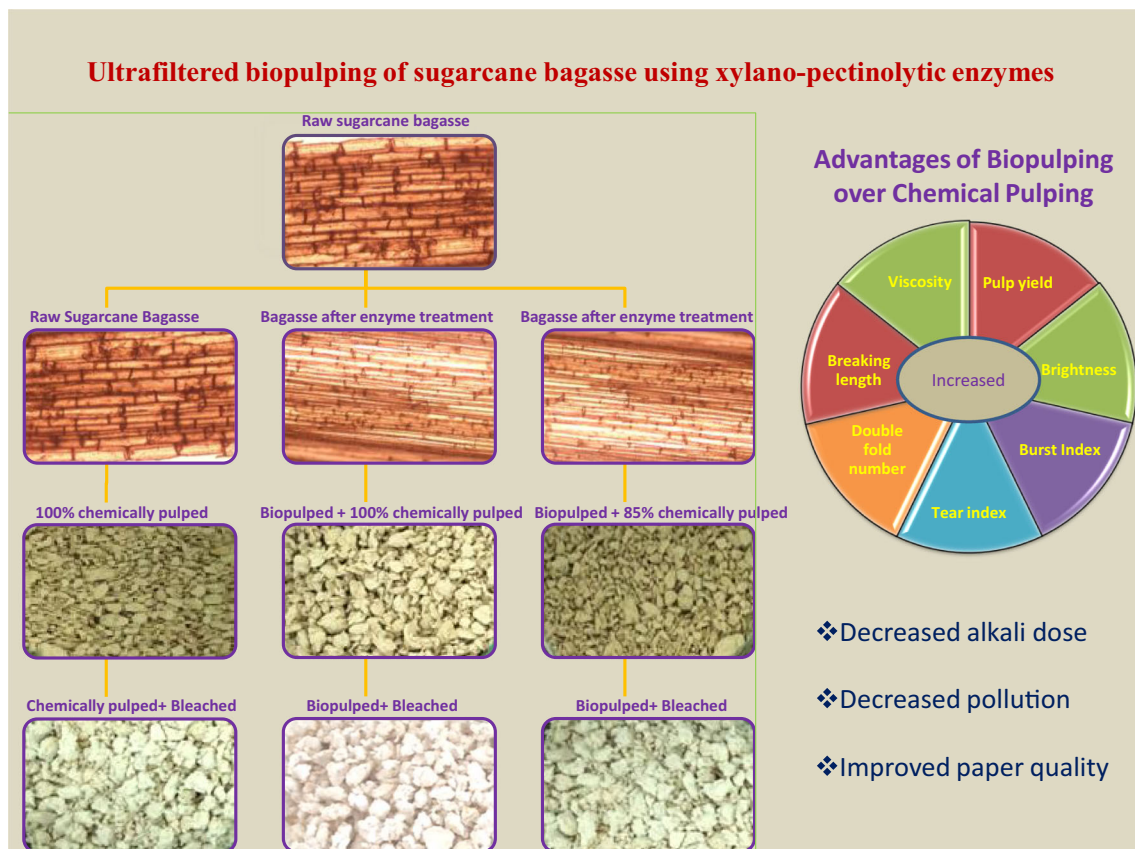 Ultrafiltered biopulping of sugarcane bagasse using xylano-pectinolytic enzymes
Raw sugarcane bagasse
Raw Sugarcane Bagasse
Bagasse after enzyme treatment
Bagasse after enzyme treatment
100% chemically pulped
Biopulped + 100% chemically pulped
Biopulped + 85% chemically pulped
Chemically pulped+ Bleached
Biopulped+ Bleached
Biopulped+ Bleached
Advantages of Biopulping
over Chemical Pulping
Viscosity
Pulp yield
Breaking
length
Increased
Brightness
Double
fold
number
Burst Index
Tear index
❖Decreased alkali dose
❖Decreased pollution
❖Improved paper quality